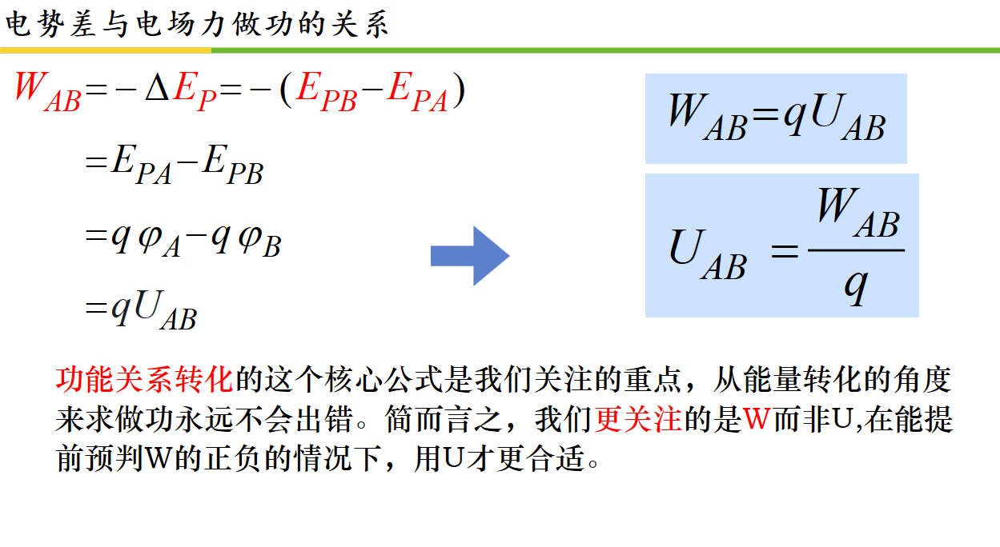 电势差与电场力做功的关系
W_{AB}=−ΔE_P=−(E_{PB}−E_{PA})
=E_{PA}−E_{PB}
=qφ_A−qφ_B
=qU_{AB}
W_{AB}=qU_{AB}
U_{AB}=\frac{W_{AB}}{q}
功能关系转化的这个核心公式是我们关注的重点，从能量转化的角度
来求做功永远不会出错。简而言之，我们更关注的是W而非U,在能提
前预判W的正负的情况下，用U才更合适。